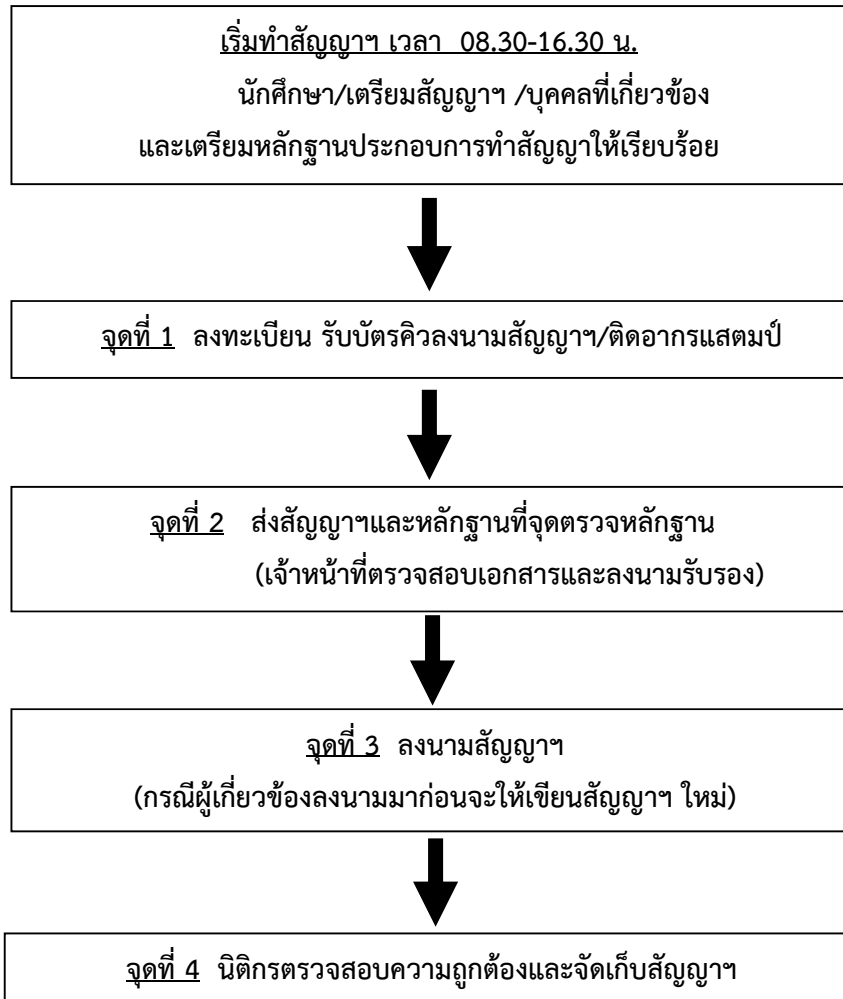 เริ่มทำสัญญาฯ เวลา 08.30-16.30 น.
นักศึกษา/เตรียมสัญญาฯ /บุคคลที่เกี่ยวข้อง
และเตรียมหลักฐานประกอบการทำสัญญาให้เรียบร้อย
จุดที่ 1 ลงทะเบียน รับบัตรคิวลงนามสัญญาฯ/ติดอากรแสตมป์
จุดที่ 2 ส่งสัญญาฯและหลักฐานที่จุดตรวจหลักฐาน
(เจ้าหน้าที่ตรวจสอบเอกสารและลงนามรับรอง)
จุดที่ 3 ลงนามสัญญาฯ
(กรณีผู้เกี่ยวข้องลงนามมาก่อนจะให้เขียนสัญญาฯ ใหม่)
จุดที่ 4 นิติกรตรวจสอบความถูกต้องและจัดเก็บสัญญาฯ